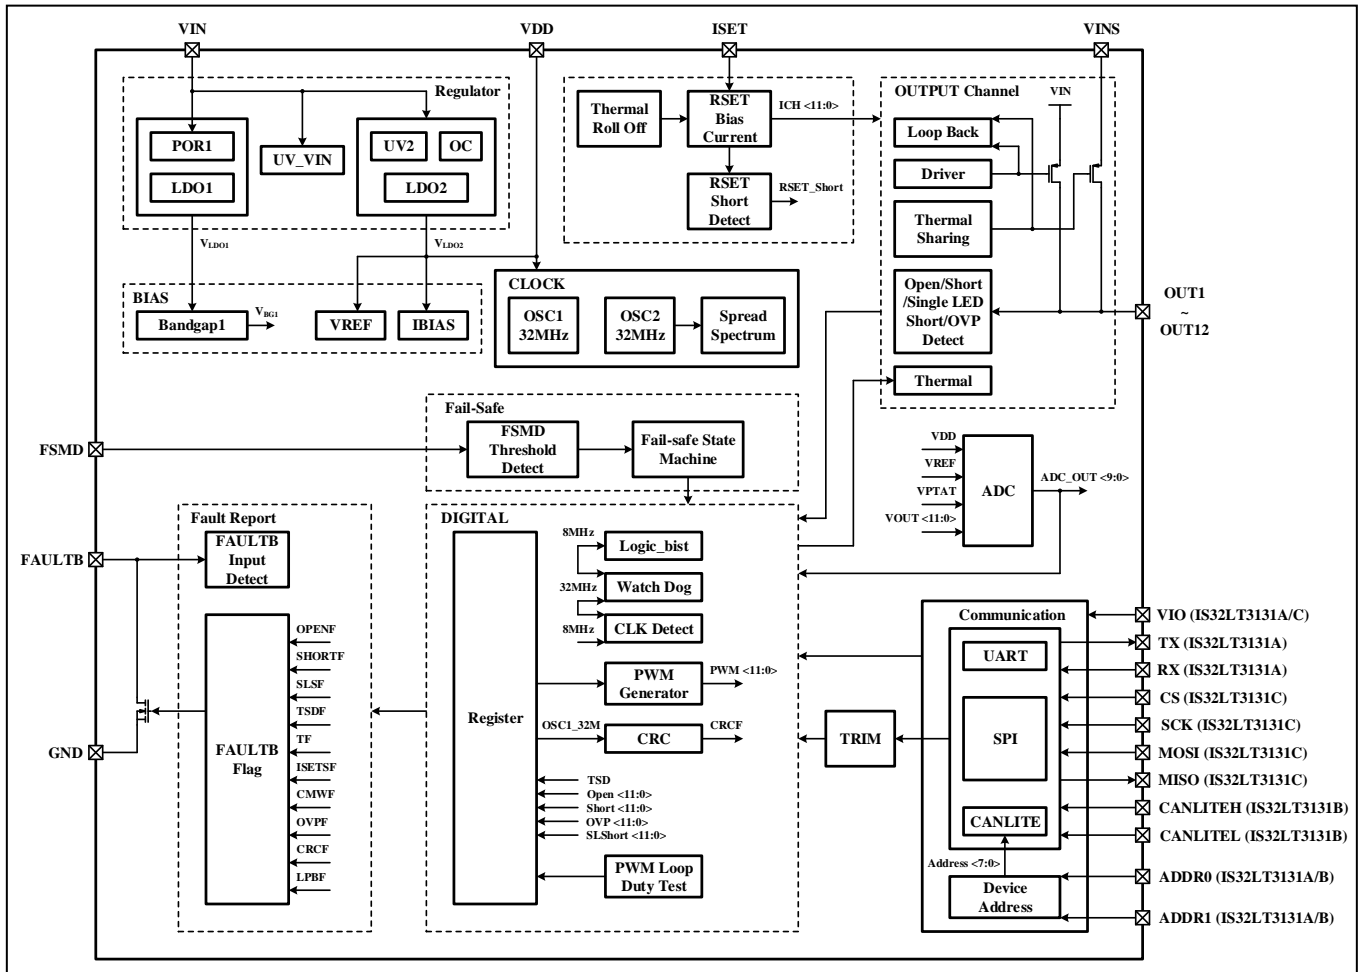 VIN
VDD
ISET
VINS
Regulator
POR1
LDO1
UV_VIN
UV2
OC
LDO2
Thermal
Roll Off
RSET
Bias
Current
ICH <11:0>
RSET
Short
Detect
RSET_Short
OUTPUT Channel
VIN
Loop Back
Driver
Thermal
Sharing
Open/Short
/Single LED
Short/OVP
Detect
Thermal
OUT1
~
OUT12
VLDO1
VLDO2
BIAS
Bandgap1
VBG1
VREF
IBIAS
CLOCK
OSC1
32MHz
OSC2
32MHz
Spread
Spectrum
Fail-Safe
FSMD
FSMD
Threshold
Detect
Fail-safe State
Machine
VDD
VREF
VPTAT
VOUT <11:0>
ADC
ADC_OUT <9:0>
Fault Report
FAULTB
FAULTB
Input
Detect
GND
FAULTB
Flag
OPENF
SHORTF
SLSF
TSDF
TF
ISETSF
CMWF
OVPF
CRCF
LPBF
DIGITAL
Register
8MHz
Logic_bist
32MHz
Watch Dog
8MHz
CLK Detect
PWM
Generator
PWM <11:0>
OSC1_32M
CRC
CRCF
TSD
Open <11:0>
Short <11:0>
OVP <11:0>
SLShort <11:0>
PWM Loop
Duty Test
TRIM
Communication
UART
SPI
CANLITE
Address <7:0>
Device
Address
VIO (IS32LT3131A/C)
TX (IS32LT3131A)
RX (IS32LT3131A)
CS (IS32LT3131C)
SCK (IS32LT3131C)
MOSI (IS32LT3131C)
MISO (IS32LT3131C)
CANLITEH (IS32LT3131B)
CANLITEL (IS32LT3131B)
ADDR0 (IS32LT3131A/B)
ADDR1 (IS32LT3131A/B)